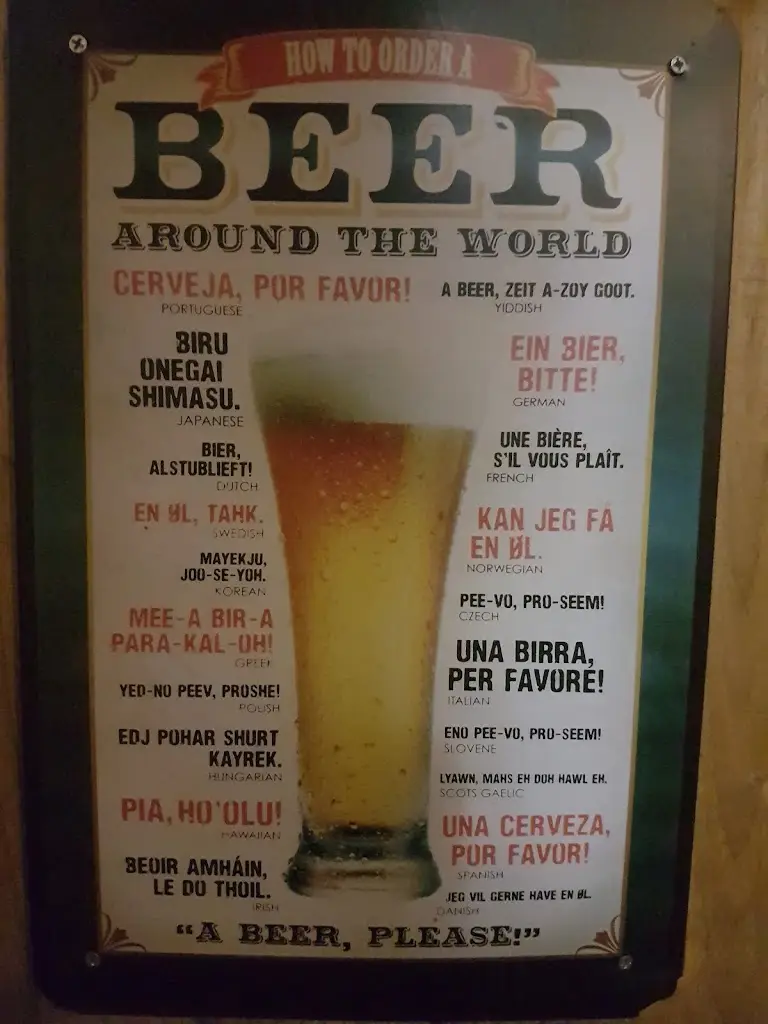 HOW TO ORDER A
BEER
AROUND THE WORLD
CERVEJA, POR FAVOR!
PORTUGUESE
BIRU
ONEGAI
SHIMASU.
JAPANESE
BIER,
ALSTUBLIEFT!
DUTCH
EN ØL, TAHK.
SWEDISH
MAYEKJU,
JOO-SE-YOH.
KOREAN
MEE-A BIR-A
PARA-KAL-OH!
GREEK
YED-NO PEEV, PROSHE!
POLISH
EDJ POHAR SHURT
KAYREK.
HUNGARIAN
PIA, HO'OLU!
HAWAIIAN
BEOIR AMHÁIN,
LE DO THOIL.
IRISH
A BEER, ZEIT A-ZOY GOOT.
YIDDISH
EIN BIER,
BITTE!
GERMAN
UNE BIÈRE,
S'IL VOUS PLAÎT.
FRENCH
KAN JEG FÅ
EN ØL.
NORWEGIAN
PEE-VO, PRO-SEEM!
CZECH
UNA BIRRA,
PER FAVORE!
ITALIAN
ENO PEE-VO, PRO-SEEM!
SLOVENE
LYAWN, MAHS EH DOH HAWL EH.
SCOTS GAELIC
UNA CERVEZA,
POR FAVOR!
SPANISH
JEG VIL GERNE HAVE EN ØL.
DANISH
"A BEER, PLEASE!"